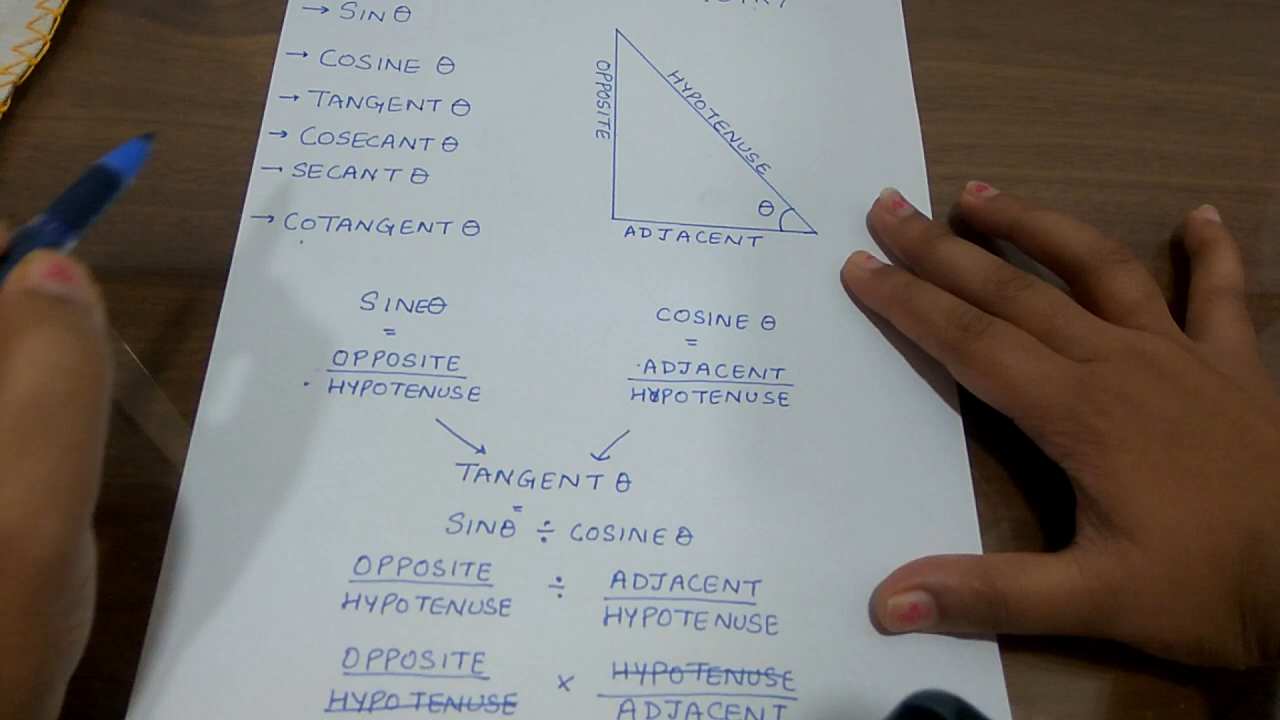 → SIN θ
→ COSINE θ
→ TANGENT θ
→ COSECANT θ
→ SECANT θ
→ COTANGENT θ
OPPOSITE
HYPOTENUSE
θ
ADJACENT
SINEθ
=
OPPOSITE
HYPOTENUSE
COSINE θ
=
ADJACENT
HYPOTENUSE
TANGENT θ
=
SINθ ÷ COSINE θ
OPPOSITE ÷ ADJACENT
HYPOTENUSE HYPOTENUSE
OPPOSITE × HYPOTENUSE
HYPOTENUSE ADJACENT